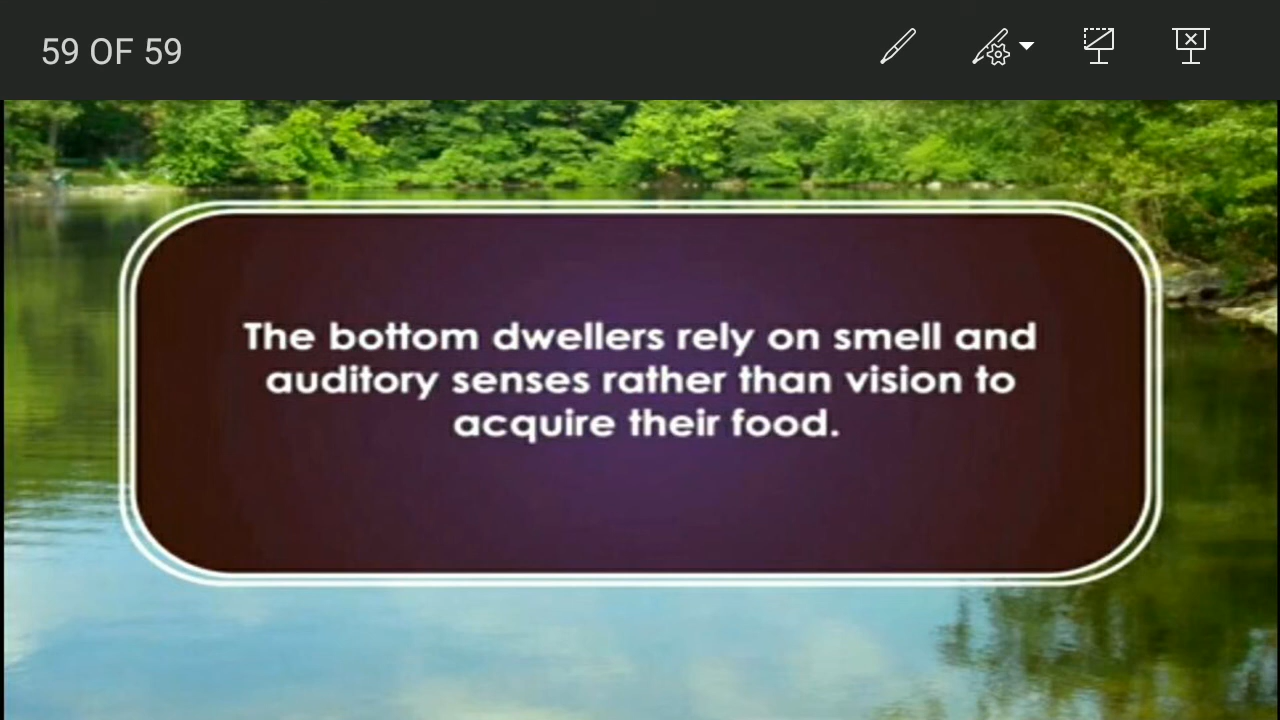 59 OF 59
The bottom dwellers rely on smell and
auditory senses rather than vision to
acquire their food.